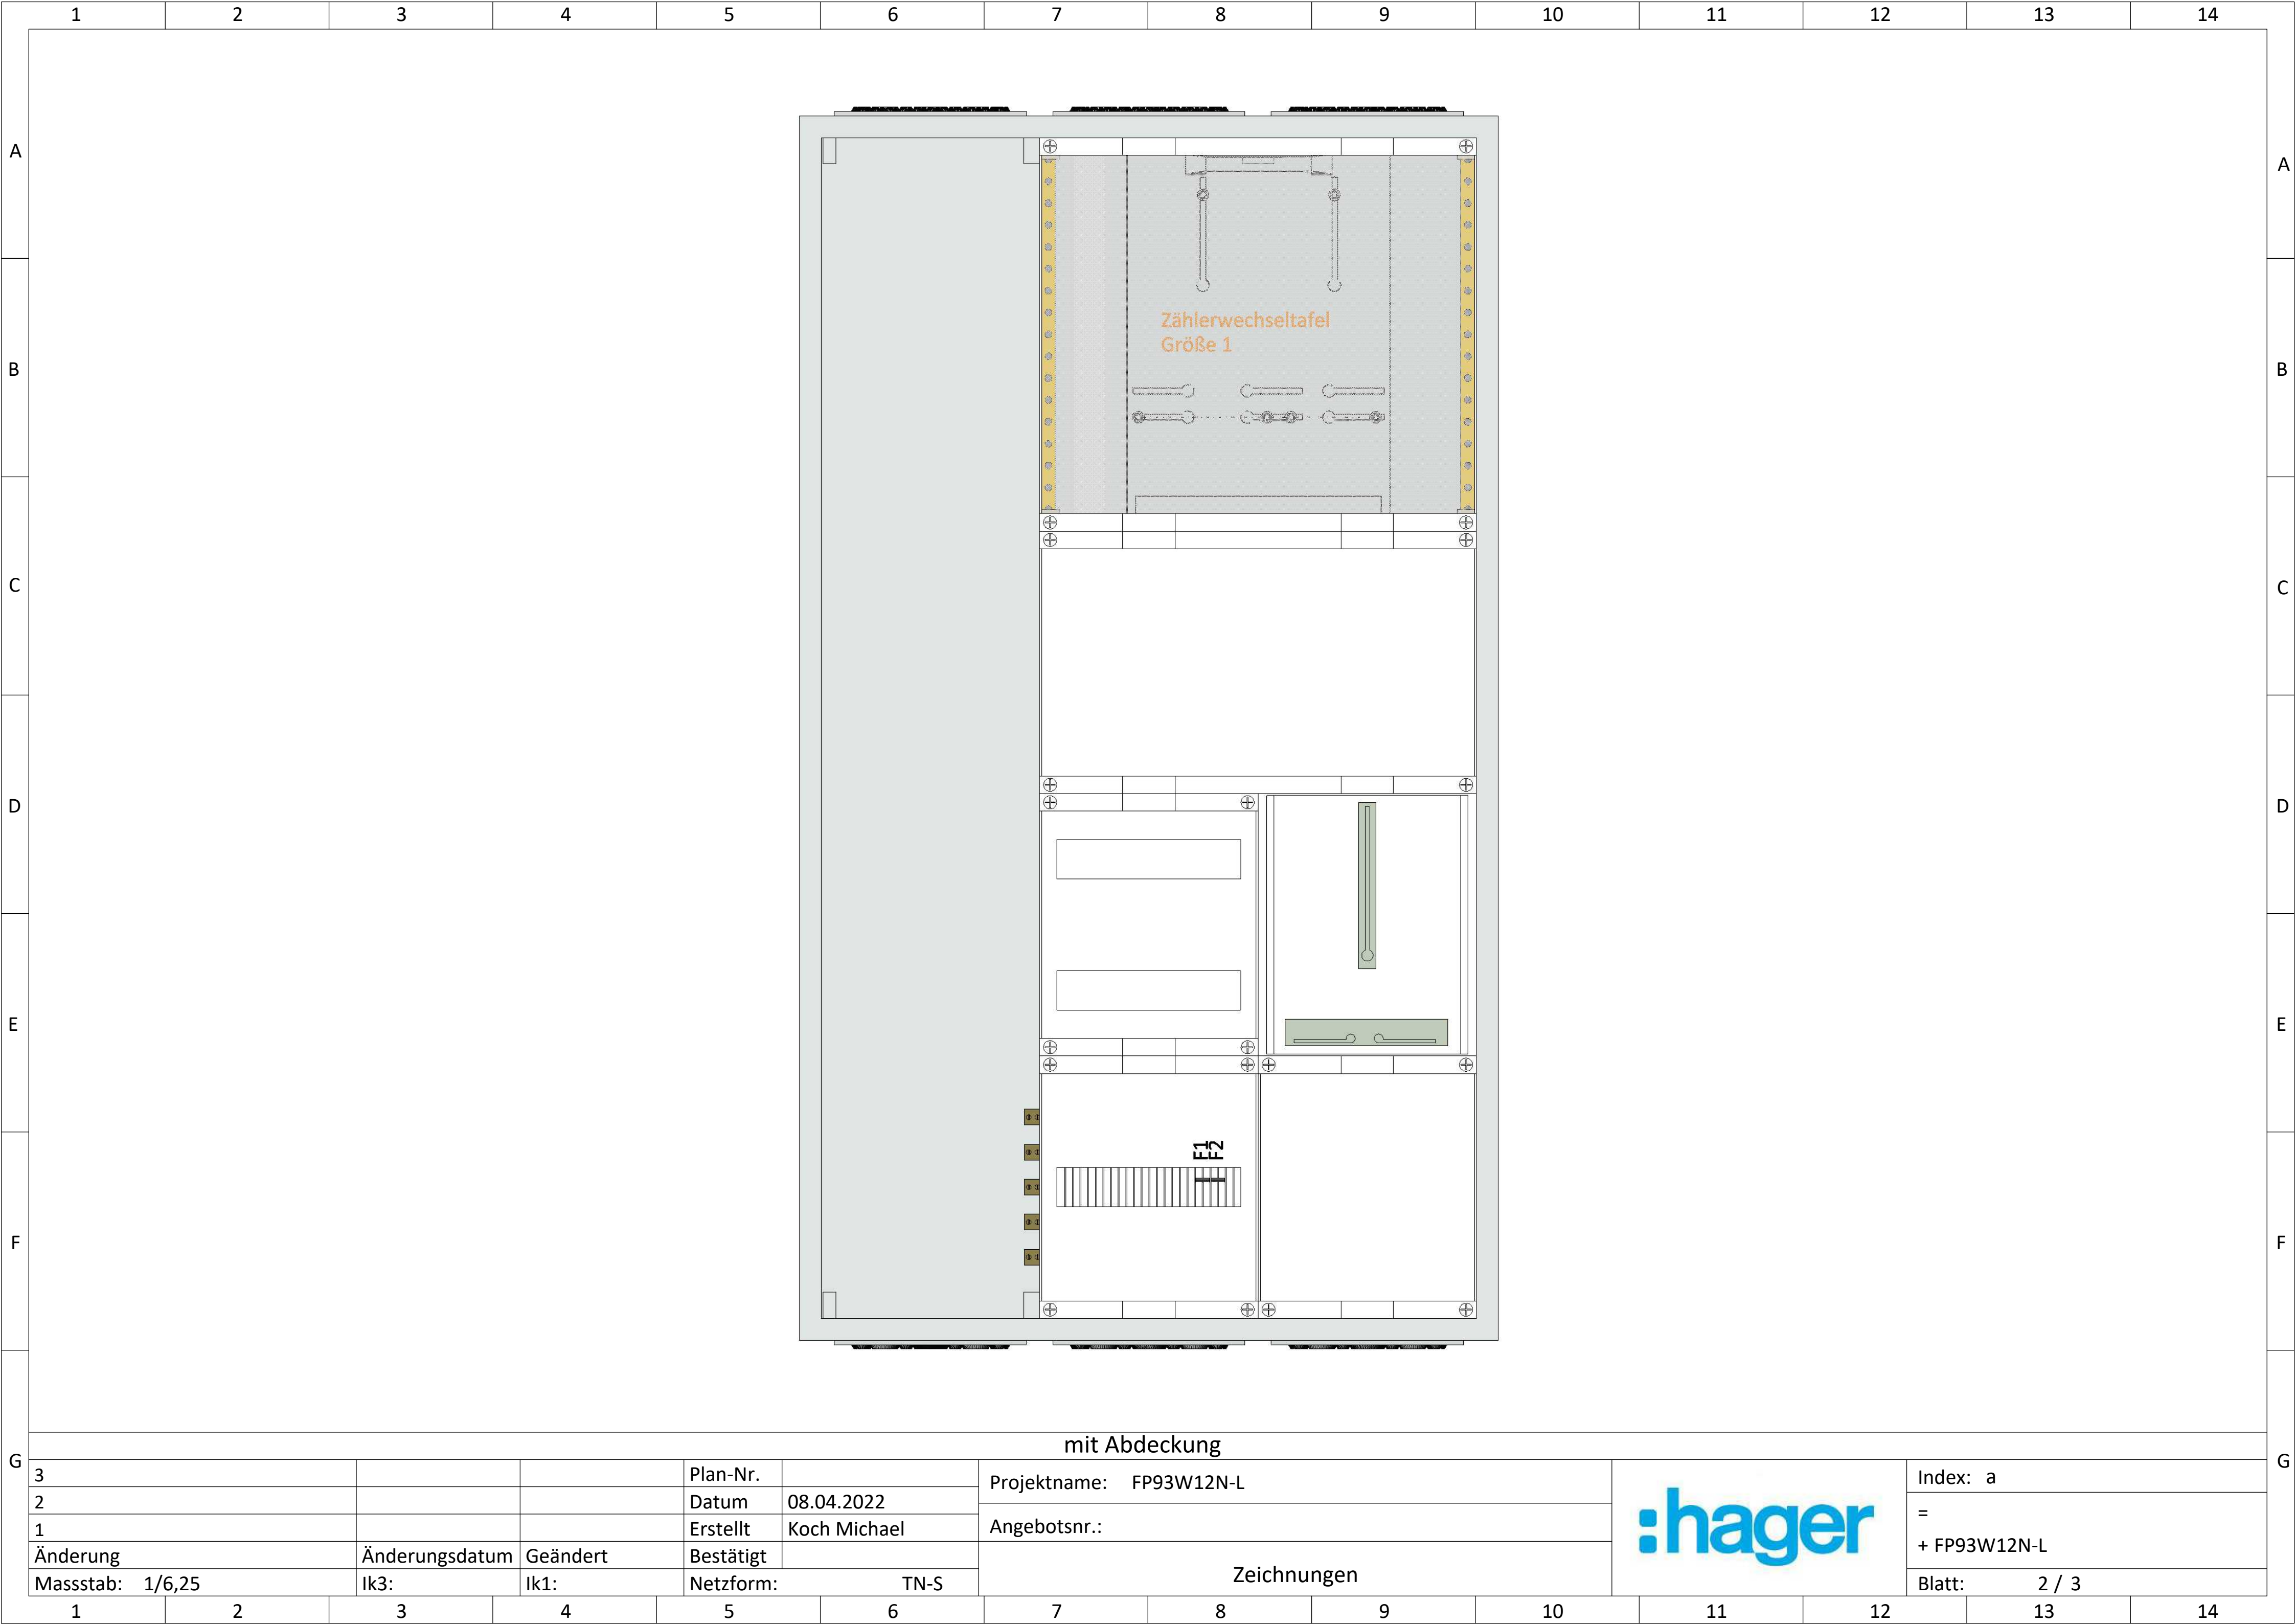 1 2 3 4 5 6 7 8 9 10 11 12 13 14
A A
Zählerwechseltafel
Größe 1
B B
C C
D D
E E
F1
F2
F F
mit Abdeckung
G G
3 Plan-Nr. Projektname: FP93W12N-L Index: a
2 Datum 08.04.2022
1 Erstellt Koch Michael Angebotsnr.: :hager =
Änderung Änderungsdatum Geändert Bestätigt + FP93W12N-L
Massstab: 1/6,25 Ik3: Ik1: Netzform: TN-S Zeichnungen Blatt: 2 / 3
1 2 3 4 5 6 7 8 9 10 11 12 13 14